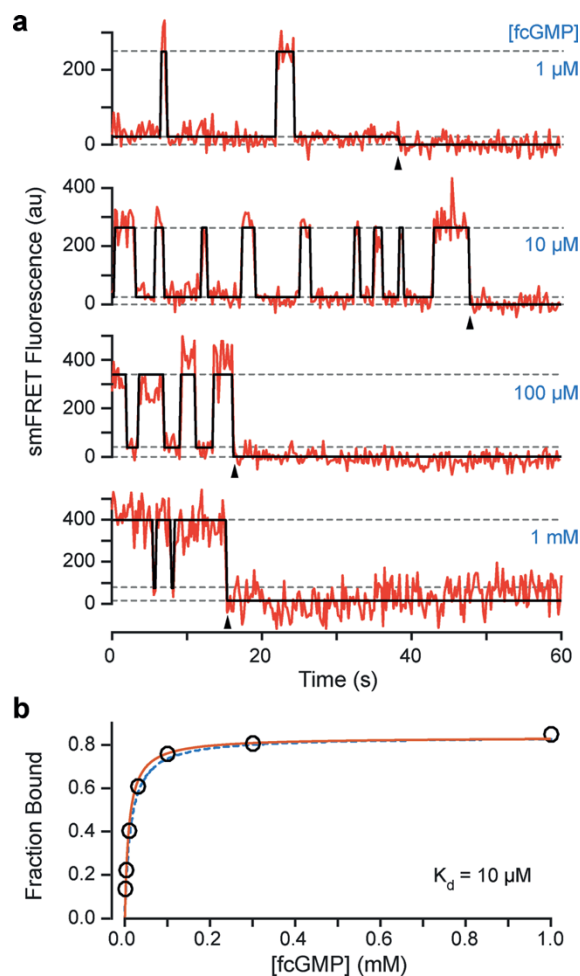 a
[fcGMP]
1 µM
200
0
400
10 µM
200
0
smFRET Fluorescence (au)
400
100 µM
200
0
400
1 mM
200
0
0 20 40 60
Time (s)
b
0.8
0.6
0.4
0.2
0.0
Fraction Bound
K_d = 10 µM
0.0 0.2 0.4 0.6 0.8 1.0
[fcGMP] (mM)